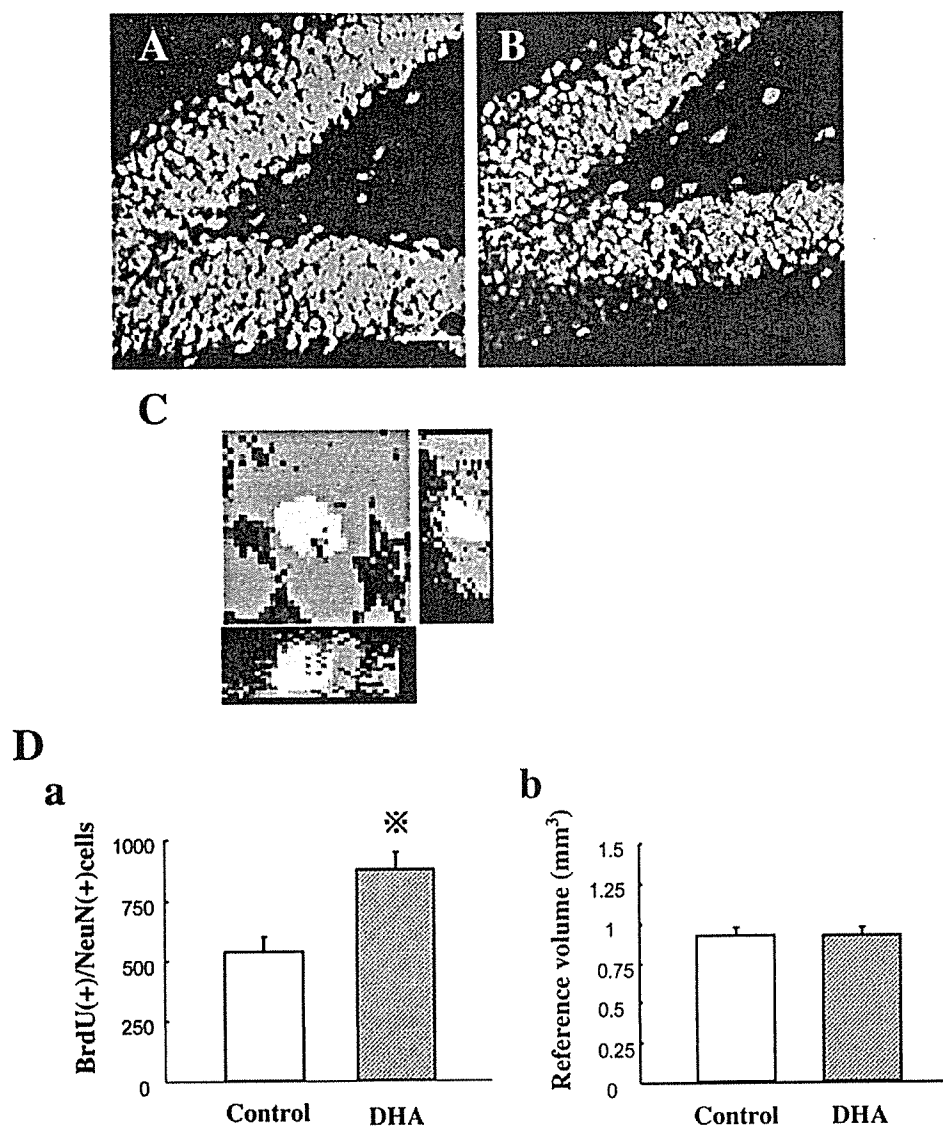 A
B
C
D
a
※
BrdU(+)/NeuN(+)cells
1000
750
500
250
0
Control
DHA
b
Reference volume (mm³)
1.5
1.25
1
0.75
0.5
0.25
0
Control
DHA